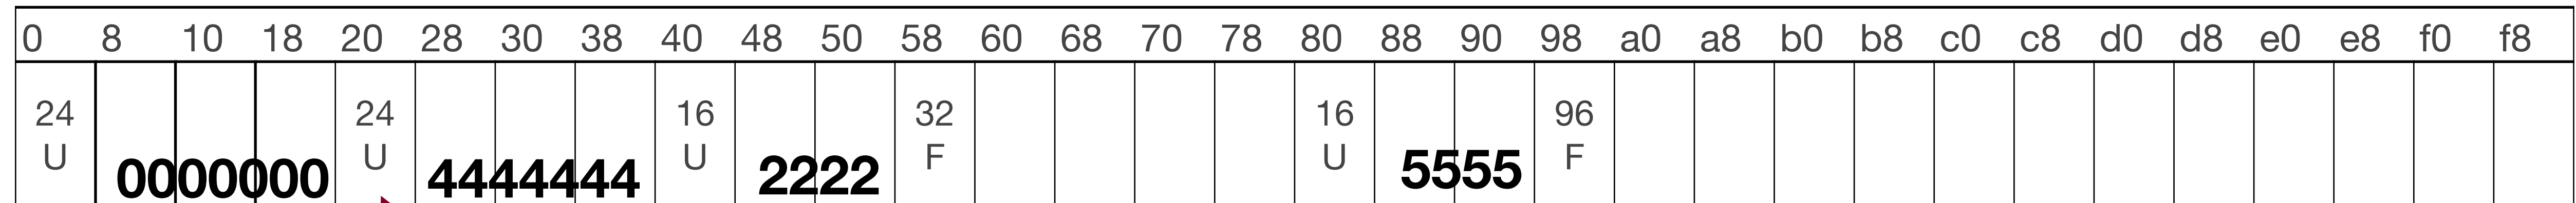 0 8 10 18 20 28 30 38 40 48 50 58 60 68 70 78 80 88 90 98 a0 a8 b0 b8 c0 c8 d0 d8 e0 e8 f0 f8
24 24 16 32 16 96
U U U F U F
0000000 4444444 2222 5555